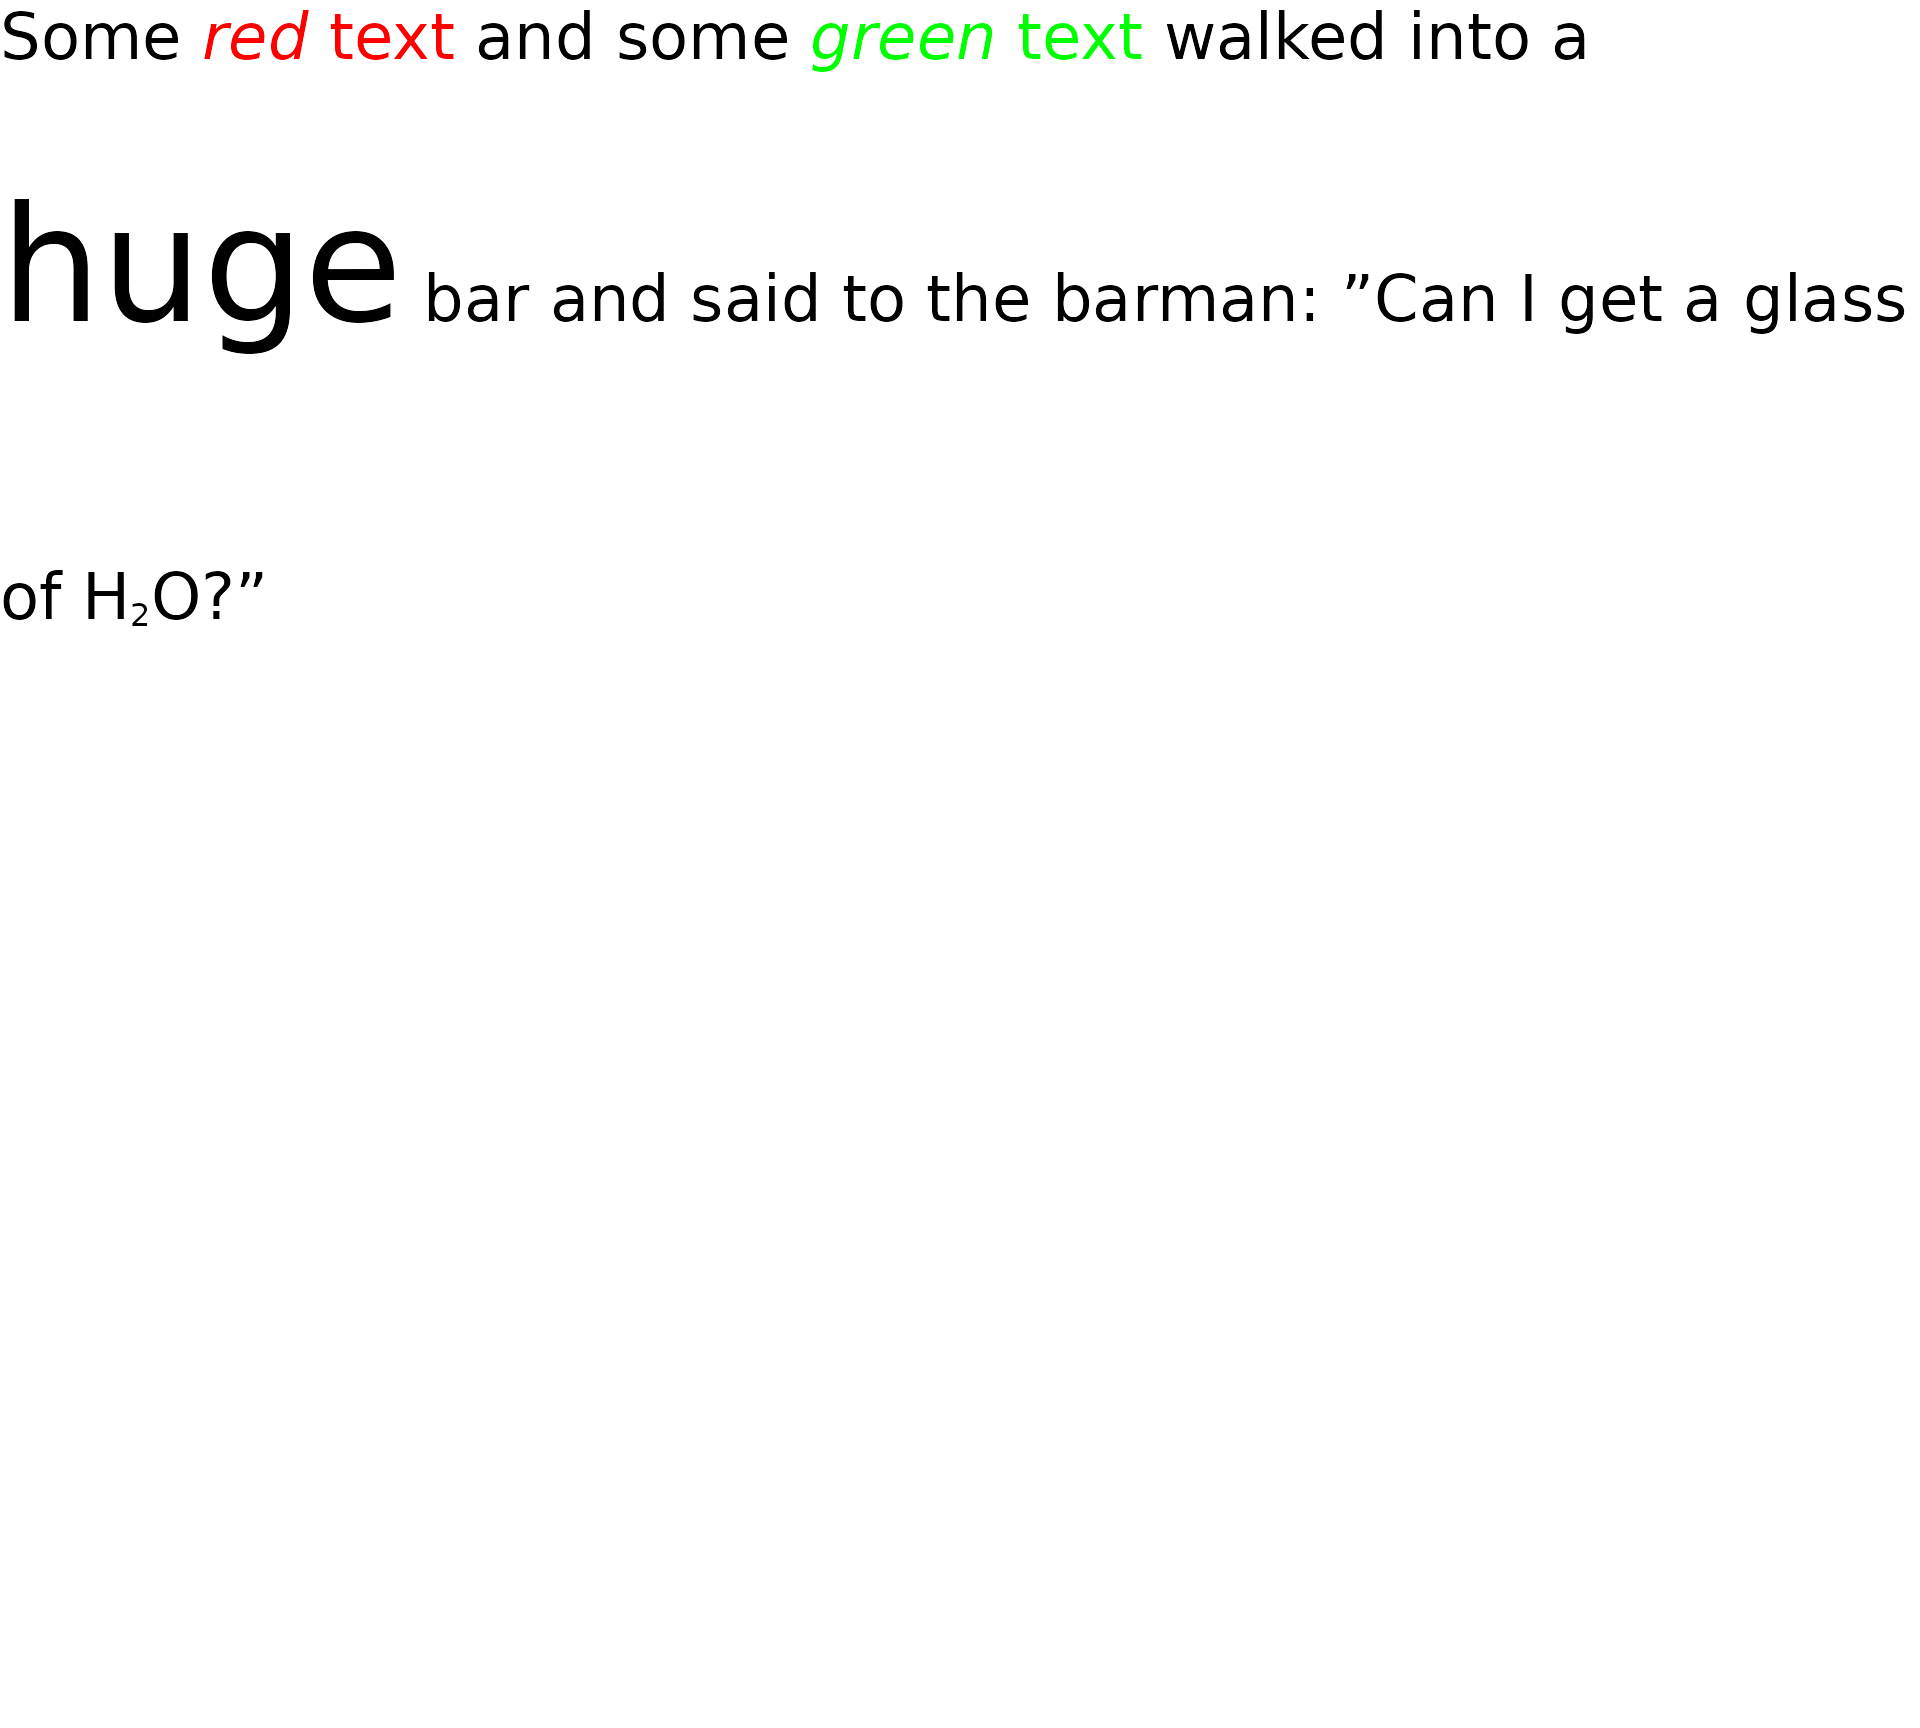 Some red text and some green text walked into a
huge bar and said to the barman: ”Can I get a glass
of H₂O?”